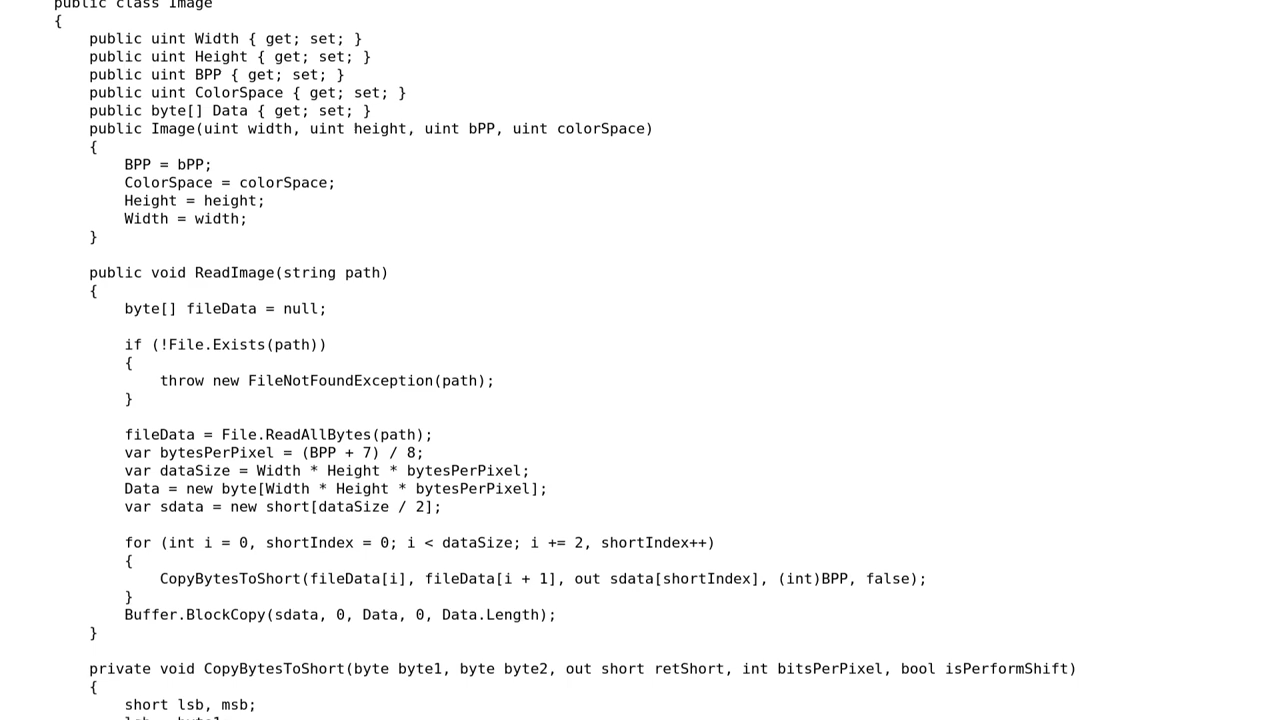 public class Image
{
public uint Width { get; set; }
public uint Height { get; set; }
public uint BPP { get; set; }
public uint ColorSpace { get; set; }
public byte[] Data { get; set; }
public Image(uint width, uint height, uint bPP, uint colorSpace)
{
BPP = bPP;
ColorSpace = colorSpace;
Height = height;
Width = width;
}
public void ReadImage(string path)
{
byte[] fileData = null;
if (!File.Exists(path))
{
throw new FileNotFoundException(path);
}
fileData = File.ReadAllBytes(path);
var bytesPerPixel = (BPP + 7) / 8;
var dataSize = Width * Height * bytesPerPixel;
Data = new byte[Width * Height * bytesPerPixel];
var sdata = new short[dataSize / 2];
for (int i = 0, shortIndex = 0; i < dataSize; i += 2, shortIndex++)
{
CopyBytesToShort(fileData[i], fileData[i + 1], out sdata[shortIndex], (int)BPP, false);
}
Buffer.BlockCopy(sdata, 0, Data, 0, Data.Length);
}
private void CopyBytesToShort(byte byte1, byte byte2, out short retShort, int bitsPerPixel, bool isPerformShift)
{
short lsb, msb;